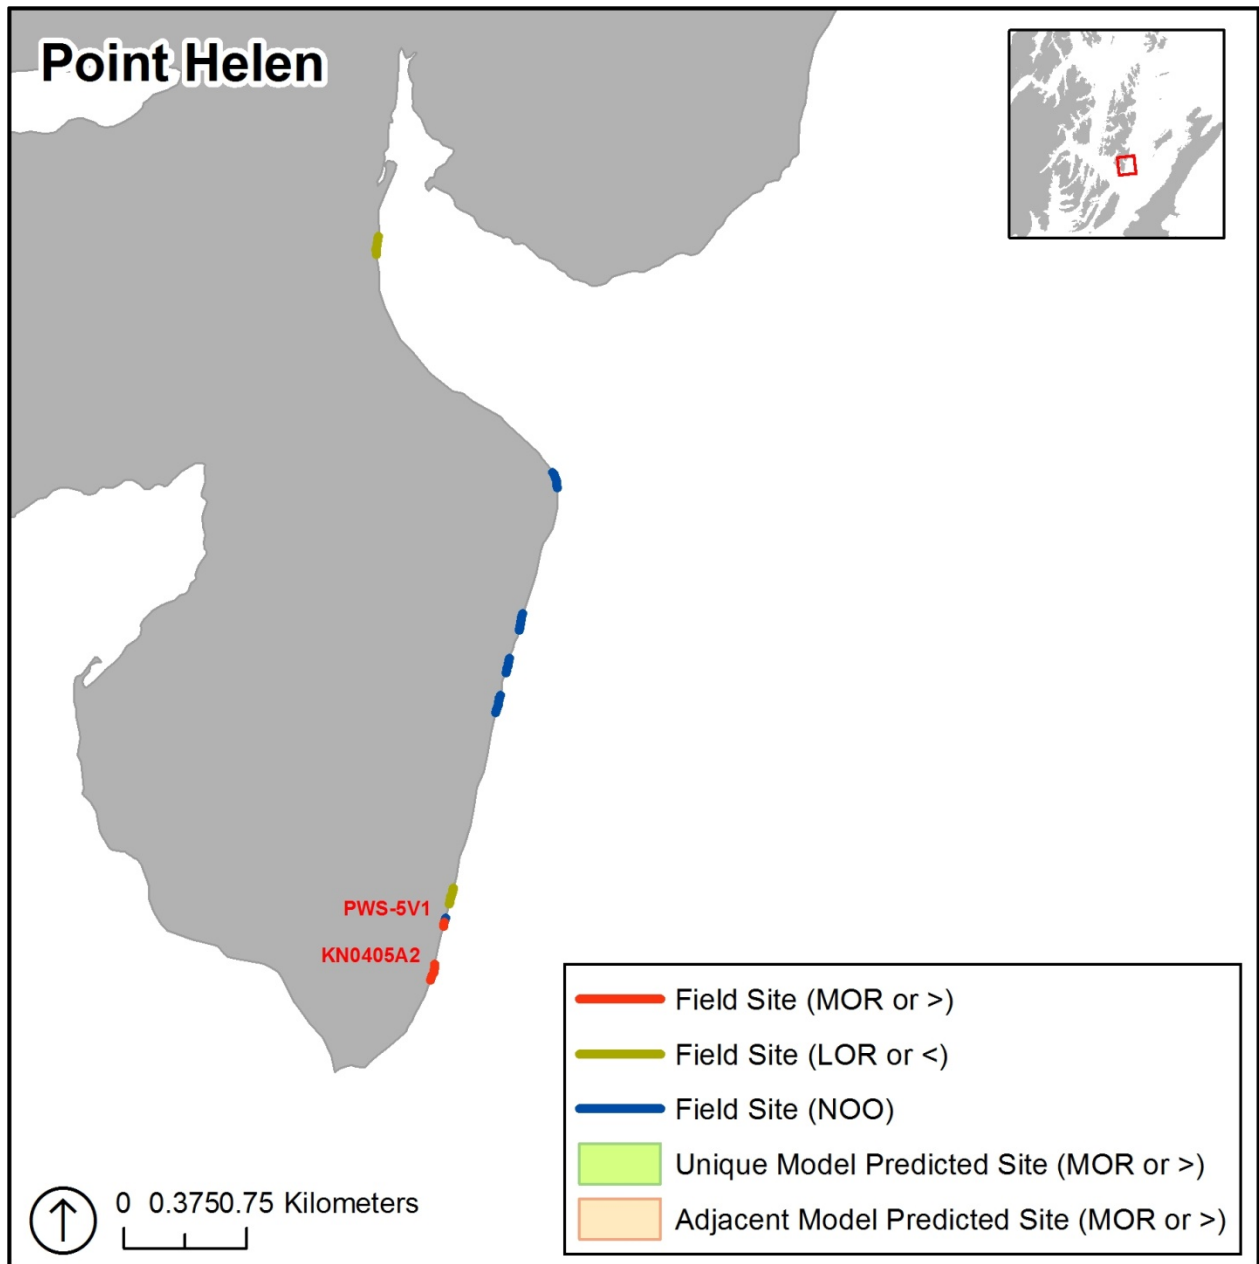 Point Helen
PWS-5V1
KN0405A2
Field Site (MOR or >)
Field Site (LOR or <)
Field Site (NOO)
Unique Model Predicted Site (MOR or >)
Adjacent Model Predicted Site (MOR or >)
0 0.3750.75 Kilometers